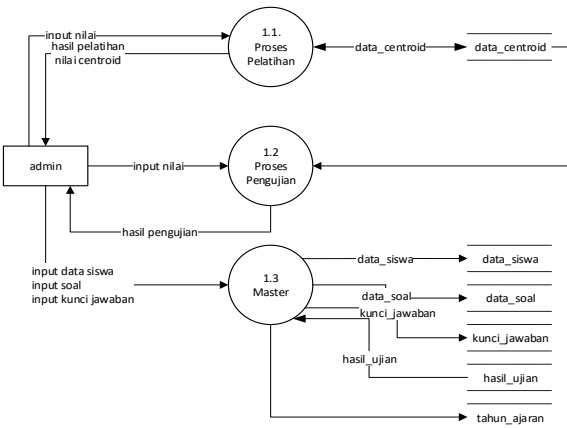 input nilai
hasil pelatihan
nilai centroid
1.1.
Proses
Pelatihan
data_centroid
data_centroid
admin
input nilai
1.2
Proses
Pengujian
hasil pengujian
input data siswa
input soal
input kunci jawaban
1.3
Master
data_siswa
data_siswa
data_soal
data_soal
kunci_jawaban
kunci_jawaban
hasil_ujian
hasil_ujian
tahun_ajaran